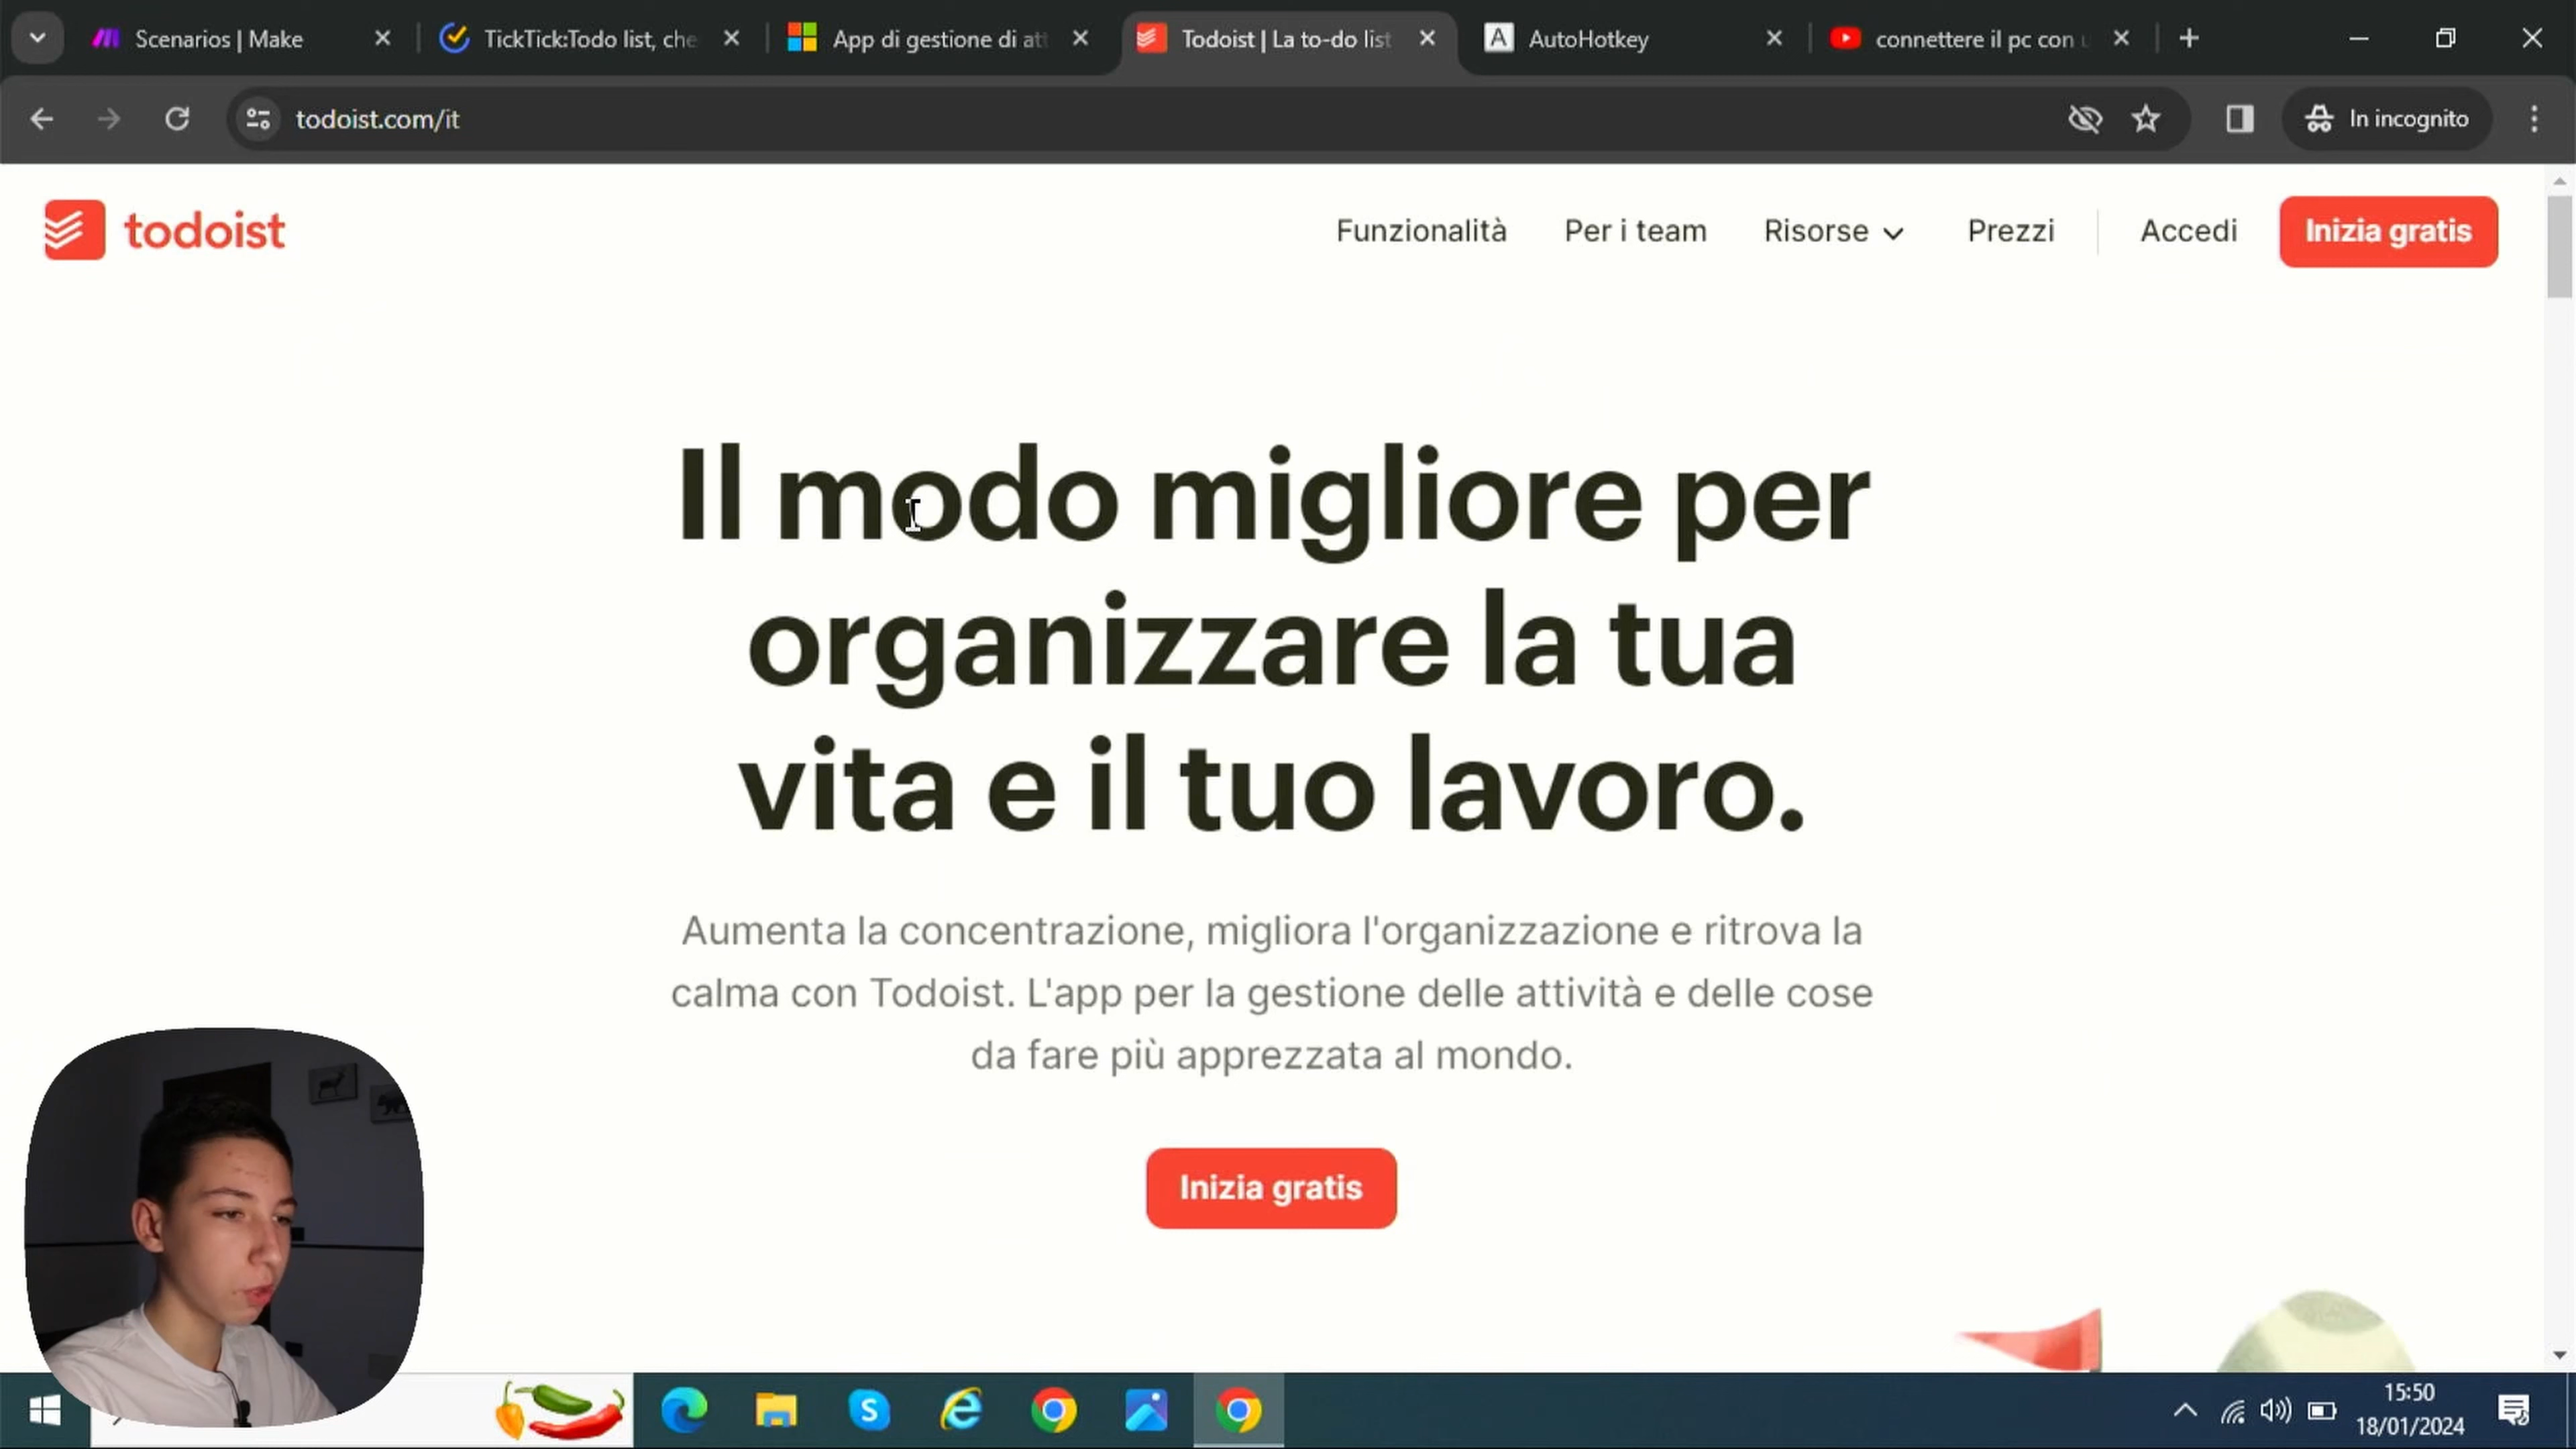 Scenarios | Make
TickTick:Todo list, che
App di gestione di att
Todoist | La to-do list
AutoHotkey
connettere il pc con u
todoist.com/it
In incognito
todoist
Funzionalità
Per i team
Risorse
Prezzi
Accedi
Inizia gratis
Il modo migliore per
organizzare la tua
vita e il tuo lavoro.
Aumenta la concentrazione, migliora l'organizzazione e ritrova la
calma con Todoist. L'app per la gestione delle attività e delle cose
da fare più apprezzata al mondo.
Inizia gratis
15:50
18/01/2024